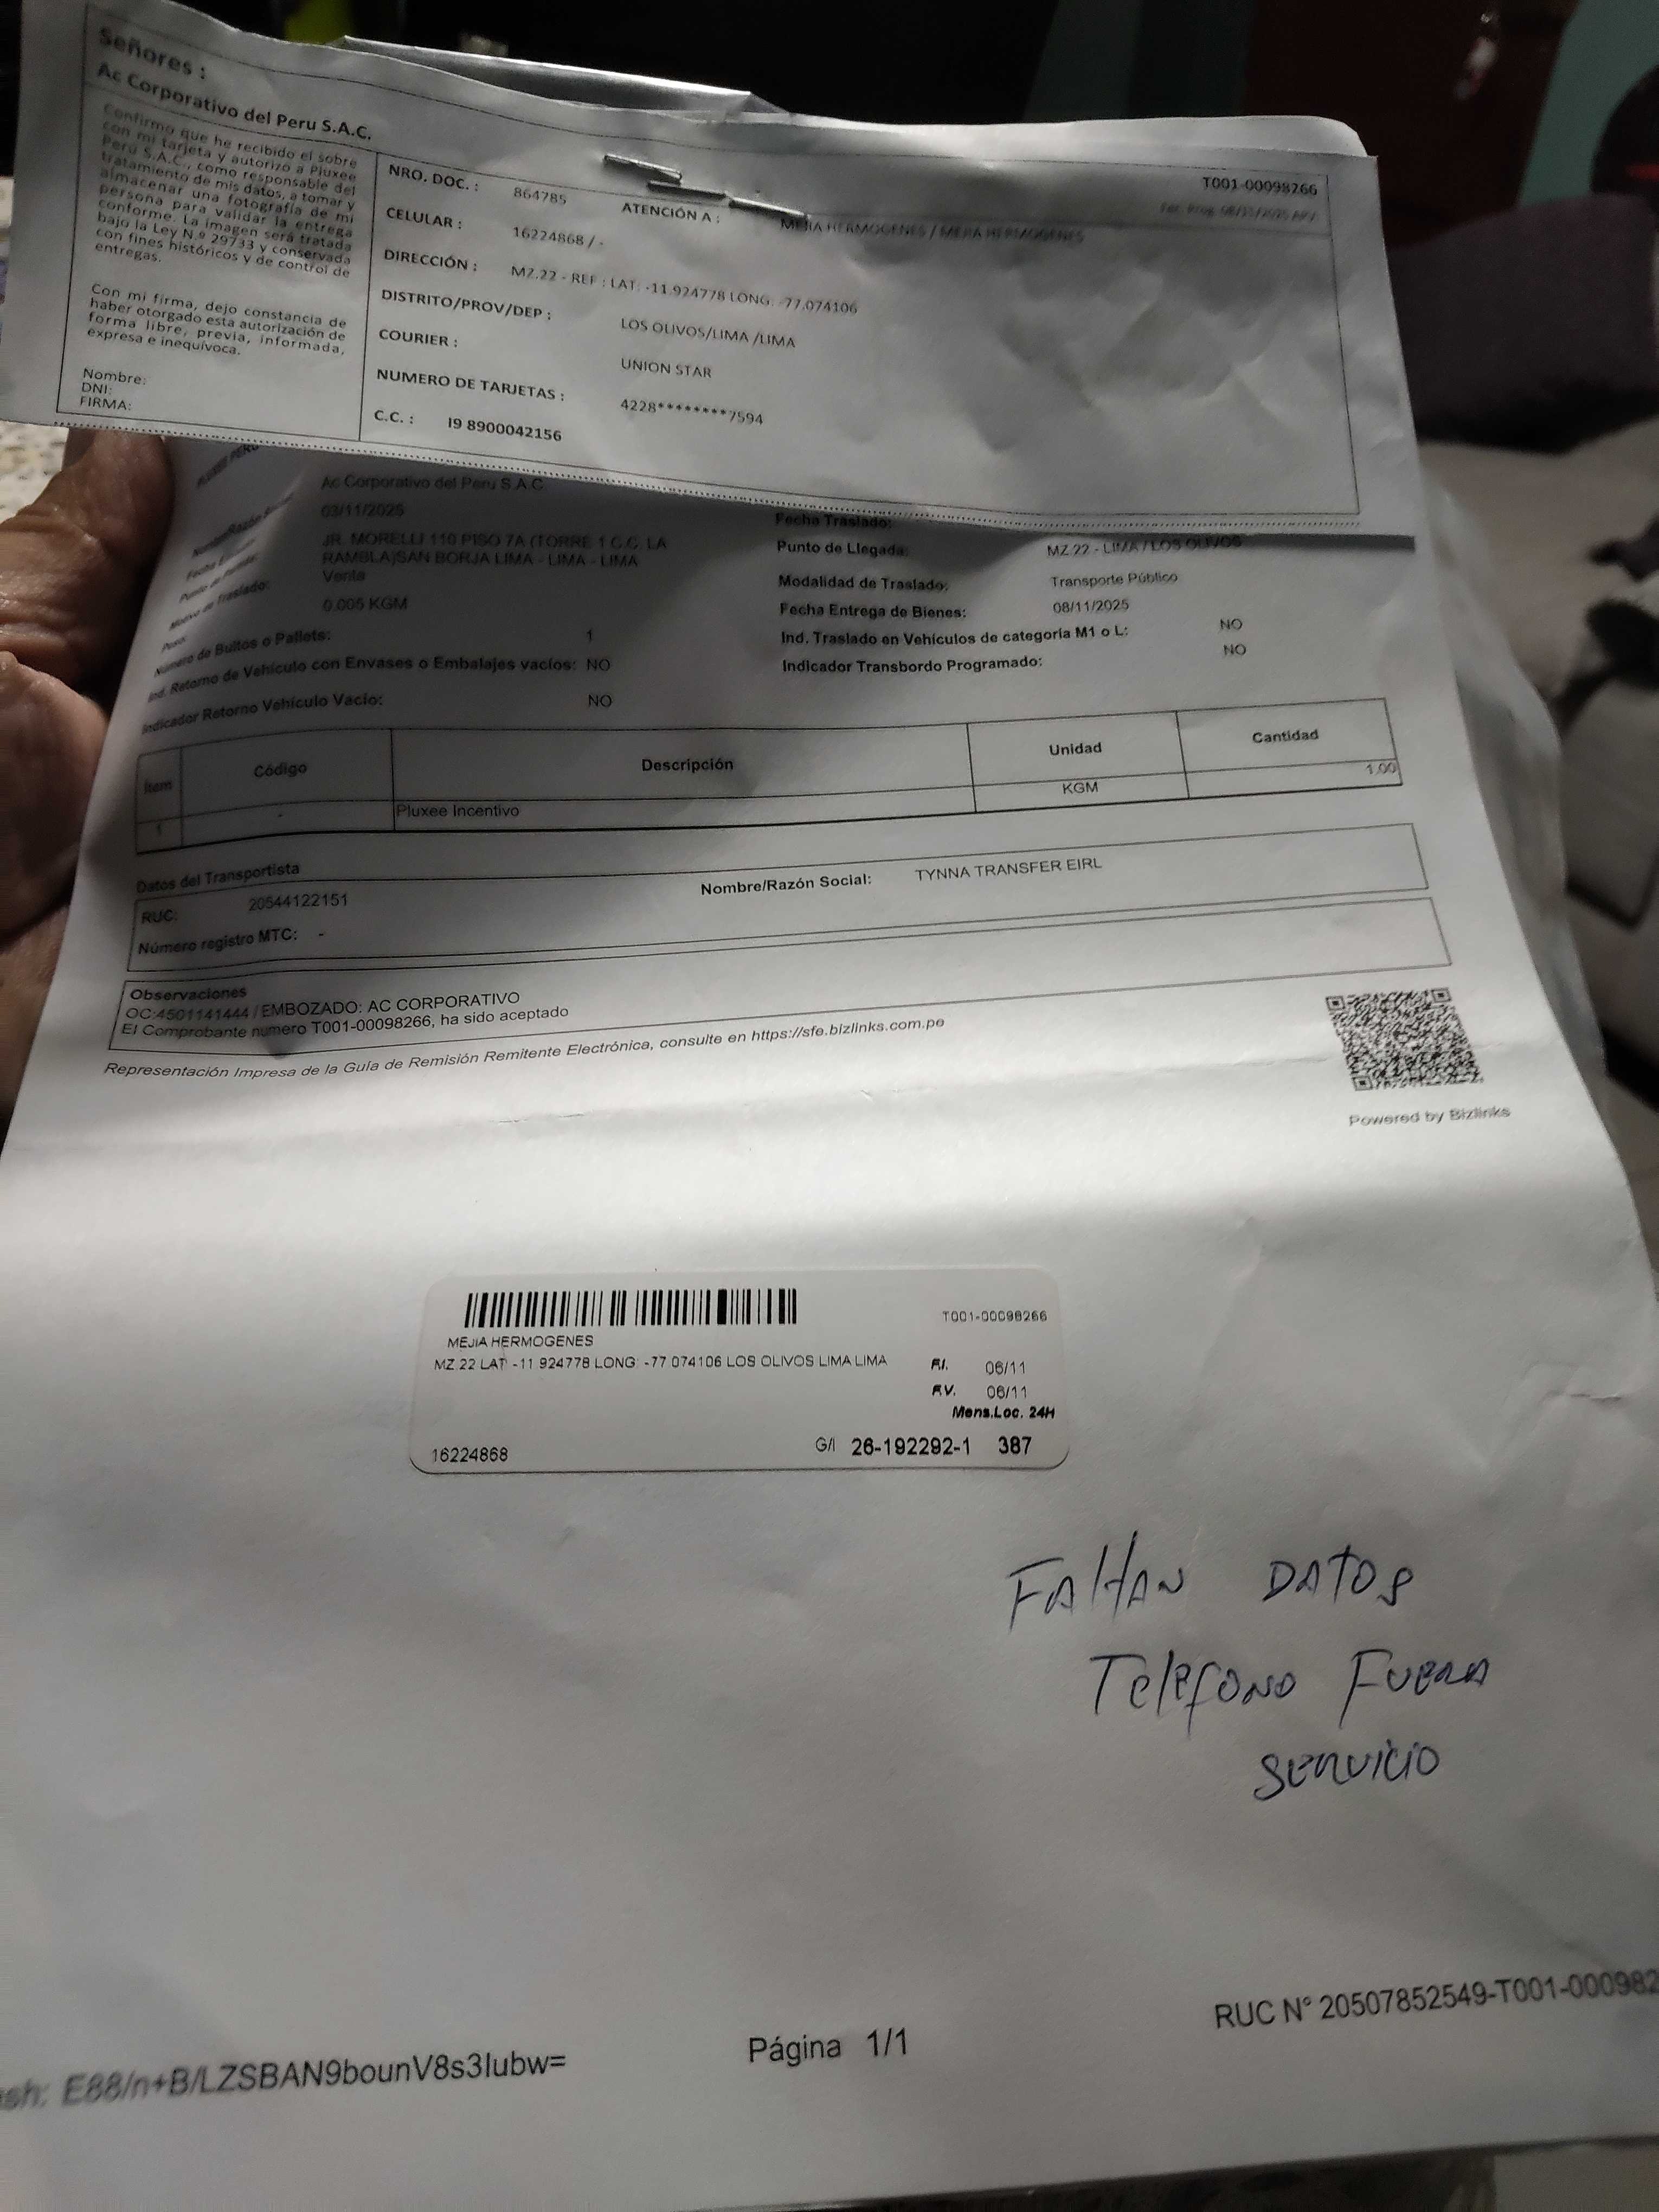 Señores :
Ac Corporativo del Peru S.A.C.
Confirmo que he recibido el sobre
con mi tarjeta y autorizo a Pluxee
Perú S.A.C., como responsable del
tratamiento de mis datos, a tomar y
almacenar una fotografía de mi
persona para validar la entrega
conforme. La imagen será tratada
bajo la Ley N.º 29733 y conservada
con fines históricos y de control de
entregas.
Con mi firma, dejo constancia de
haber otorgado esta autorización de
forma libre, previa, informada,
expresa e inequívoca.
Nombre:
DNI:
FIRMA:
T001-00098266
NRO. DOC. : 864785 ATENCIÓN A : MEJIA HERMOGENES / MEJIA HERMOGENES
CELULAR : 16224868 / -
DIRECCIÓN : MZ.22 - REF : LAT: -11.924778 LONG: -77.074106
DISTRITO/PROV/DEP : LOS OLIVOS/LIMA /LIMA
COURIER : UNION STAR
NUMERO DE TARJETAS : 4228********7594
C.C. : I9 8900042156
Ac Corporativo del Peru S.A.C.
03/11/2025 Fecha Traslado:
JR. MORELLI 110 PISO 7A (TORRE 1 C.C. LA Punto de Llegada: MZ.22 - LIMA / LOS OLIVOS
RAMBLA)SAN BORJA LIMA - LIMA - LIMA
Venta Modalidad de Traslado: Transporte Público
0.005 KGM Fecha Entrega de Bienes: 08/11/2025
Número de Bultos o Pallets: 1 Ind. Traslado en Vehículos de categoría M1 o L: NO
Ind. Retorno de Vehículo con Envases o Embalajes vacíos: NO Indicador Transbordo Programado: NO
Indicador Retorno Vehículo Vacío: NO
Item Código Descripción Unidad Cantidad
1 - Pluxee Incentivo KGM 1.00
Datos del Transportista
RUC: 20544122151 Nombre/Razón Social: TYNNA TRANSFER EIRL
Número registro MTC: -
Observaciones
OC:4501141444 / EMBOZADO: AC CORPORATIVO
El Comprobante numero T001-00098266, ha sido aceptado
Representación Impresa de la Guía de Remisión Remitente Electrónica, consulte en https://sfe.bizlinks.com.pe
Powered by Bizlinks
T001-00098266
MEJIA HERMOGENES
MZ.22 LAT: -11.924778 LONG: -77.074106 LOS OLIVOS LIMA LIMA
F.I. 06/11
F.V. 06/11
Mens.Loc. 24H
16224868 G/I 26-192292-1 387
FAltAN DATOS
TeléfONO FUERA
SERVICIO
RUC N° 20507852549-T001-000982
Página 1/1
sh: E88/n+B/LZSBAN9bounV8s3Iubw=